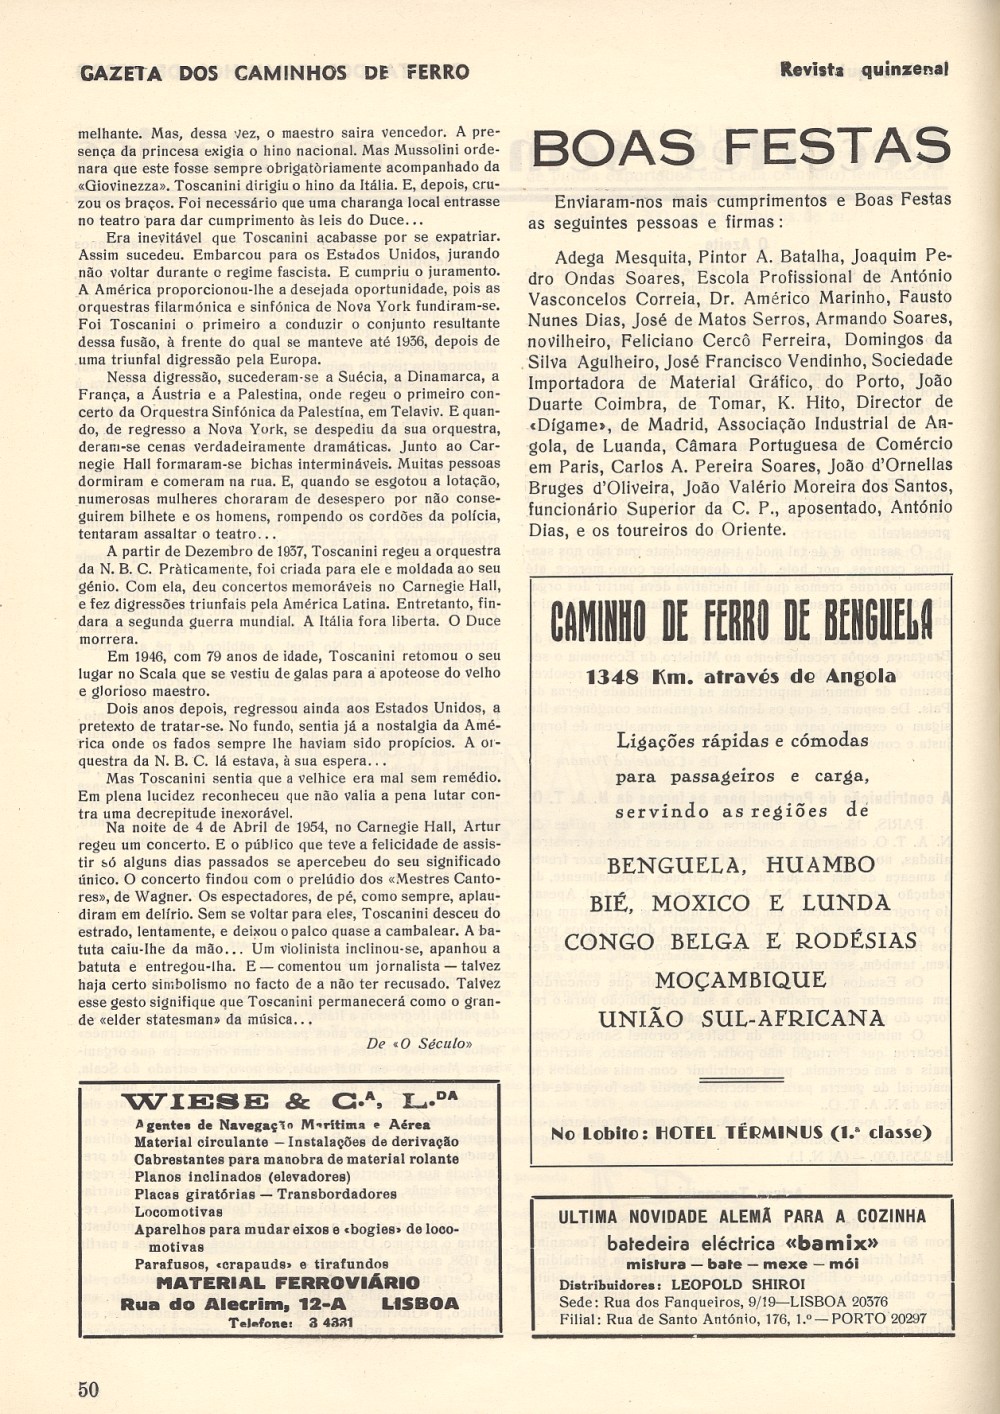 GAZETA DOS CAMINHOS DE FERRO
Revista quinzenal
melhante. Mas, dessa vez, o maestro saira vencedor. A pre-
sença da princesa exigia o hino nacional. Mas Mussolini orde-
nara que este fosse sempre obrigatòriamente acompanhado da
«Giovinezza». Toscanini dirigiu o hino da Itália. E, depois, cru-
zou os braços. Foi necessário que uma charanga local entrasse
no teatro para dar cumprimento às leis do Duce...
Era inevitável que Toscanini acabasse por se expatriar.
Assim sucedeu. Embarcou para os Estados Unidos, jurando
não voltar durante o regime fascista. E cumpriu o juramento.
A América proporcionou-lhe a desejada oportunidade, pois as
orquestras filarmónica e sinfónica de Nova York fundiram-se.
Foi Toscanini o primeiro a conduzir o conjunto resultante
dessa fusão, à frente do qual se manteve até 1936, depois de
uma triunfal digressão pela Europa.
Nessa digressão, sucederam-se a Suécia, a Dinamarca, a
França, a Áustria e a Palestina, onde regeu o primeiro con-
certo da Orquestra Sinfónica da Palestína, em Telaviv. E quan-
do, de regresso a Nova York, se despediu da sua orquestra,
deram-se cenas verdadeiramente dramáticas. Junto ao Car-
negie Hall formaram-se bichas intermináveis. Muitas pessoas
dormiram e comeram na rua. E, quando se esgotou a lotação,
numerosas mulheres choraram de desespero por não conse-
guirem bilhete e os homens, rompendo os cordões da polícia,
tentaram assaltar o teatro...
A partir de Dezembro de 1937, Toscanini regeu a orquestra
da N. B. C. Pràticamente, foi criada para ele e moldada ao seu
génio. Com ela, deu concertos memoráveis no Carnegie Hall,
e fez digressões triunfais pela América Latina. Entretanto, fin-
dara a segunda guerra mundial. A Itália fora liberta. O Duce
morrera.
Em 1946, com 79 anos de idade, Toscanini retomou o seu
lugar no Scala que se vestiu de galas para a apoteose do velho
e glorioso maestro.
Dois anos depois, regressou ainda aos Estados Unidos, a
pretexto de tratar-se. No fundo, sentia já a nostalgia da Amé-
rica onde os fados sempre lhe haviam sido propícios. A or-
questra da N. B. C. lá estava, à sua espera...
Mas Toscanini sentia que a velhice era mal sem remédio.
Em plena lucidez reconheceu que não valia a pena lutar con-
tra uma decrepitude inexorável.
Na noite de 4 de Abril de 1954, no Carnegie Hall, Artur
regeu um concerto. E o público que teve a felicidade de assis-
tir só alguns dias passados se apercebeu do seu significado
único. O concerto findou com o prelúdio dos «Mestres Canto-
res», de Wagner. Os espectadores, de pé, como sempre, aplau-
diram em delírio. Sem se voltar para eles, Toscanini desceu do
estrado, lentamente, e deixou o palco quase a cambalear. A ba-
tuta caiu-lhe da mão... Um violinista inclinou-se, apanhou a
batuta e entregou-lha. E — comentou um jornalista — talvez
haja certo simbolismo no facto de a não ter recusado. Talvez
esse gesto signifique que Toscanini permanecerá como o gran-
de «elder statesman» da música...
De «O Século»
WIESE & C.ᴬ, L.ᴰᴬ
Agentes de Navegação Marítima e Aérea
Material circulante — Instalações de derivação
Cabrestantes para manobra de material rolante
Planos inclinados (elevadores)
Placas giratórias — Transbordadores
Locomotivas
Aparelhos para mudar eixos e «bogies» de loco-
motivas
Parafusos, «crapauds» e tirafundos
MATERIAL FERROVIÁRIO
Rua do Alecrim, 12-A LISBOA
Telefone: 3 4331
50
BOAS FESTAS
Enviaram-nos mais cumprimentos e Boas Festas
as seguintes pessoas e firmas:
Adega Mesquita, Pintor A. Batalha, Joaquim Pe-
dro Ondas Soares, Escola Profissional de António
Vasconcelos Correia, Dr. Américo Marinho, Fausto
Nunes Dias, José de Matos Serros, Armando Soares,
novilheiro, Feliciano Cercô Ferreira, Domingos da
Silva Agulheiro, José Francisco Vendinho, Sociedade
Importadora de Material Gráfico, do Porto, João
Duarte Coimbra, de Tomar, K. Hito, Director de
«Dígame», de Madrid, Associação Industrial de An-
gola, de Luanda, Câmara Portuguesa de Comércio
em Paris, Carlos A. Pereira Soares, João d'Ornellas
Bruges d'Oliveira, João Valério Moreira dos Santos,
funcionário Superior da C. P., aposentado, António
Dias, e os toureiros do Oriente.
CAMINHO DE FERRO DE BENGUELA
1348 Km. através de Angola
Ligações rápidas e cómodas
para passageiros e carga,
servindo as regiões de
BENGUELA, HUAMBO
BIÉ, MOXICO E LUNDA
CONGO BELGA E RODÉSIAS
MOÇAMBIQUE
UNIÃO SUL-AFRICANA
No Lobito: HOTEL TÉRMINUS (1.ª classe)
ULTIMA NOVIDADE ALEMÃ PARA A COZINHA
batedeira eléctrica «bamix»
mistura — bate — mexe — mói
Distribuidores: LEOPOLD SHIROI
Sede: Rua dos Fanqueiros, 9/19—LISBOA 20376
Filial: Rua de Santo António, 176, 1.º — PORTO 20297